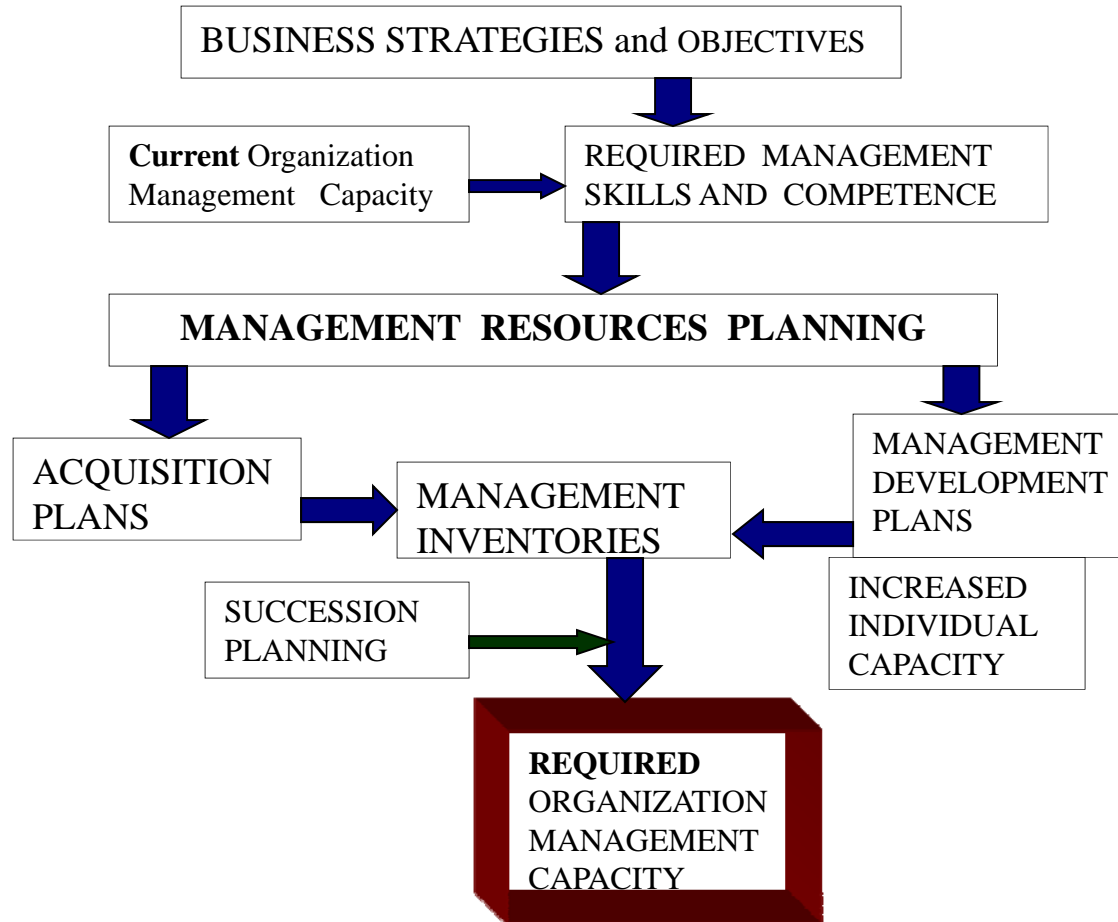 BUSINESS STRATEGIES and OBJECTIVES
Current Organization
Management Capacity
REQUIRED MANAGEMENT
SKILLS AND COMPETENCE
MANAGEMENT RESOURCES PLANNING
ACQUISITION
PLANS
MANAGEMENT
INVENTORIES
MANAGEMENT
DEVELOPMENT
PLANS
SUCCESSION
PLANNING
INCREASED
INDIVIDUAL
CAPACITY
REQUIRED
ORGANIZATION
MANAGEMENT
CAPACITY